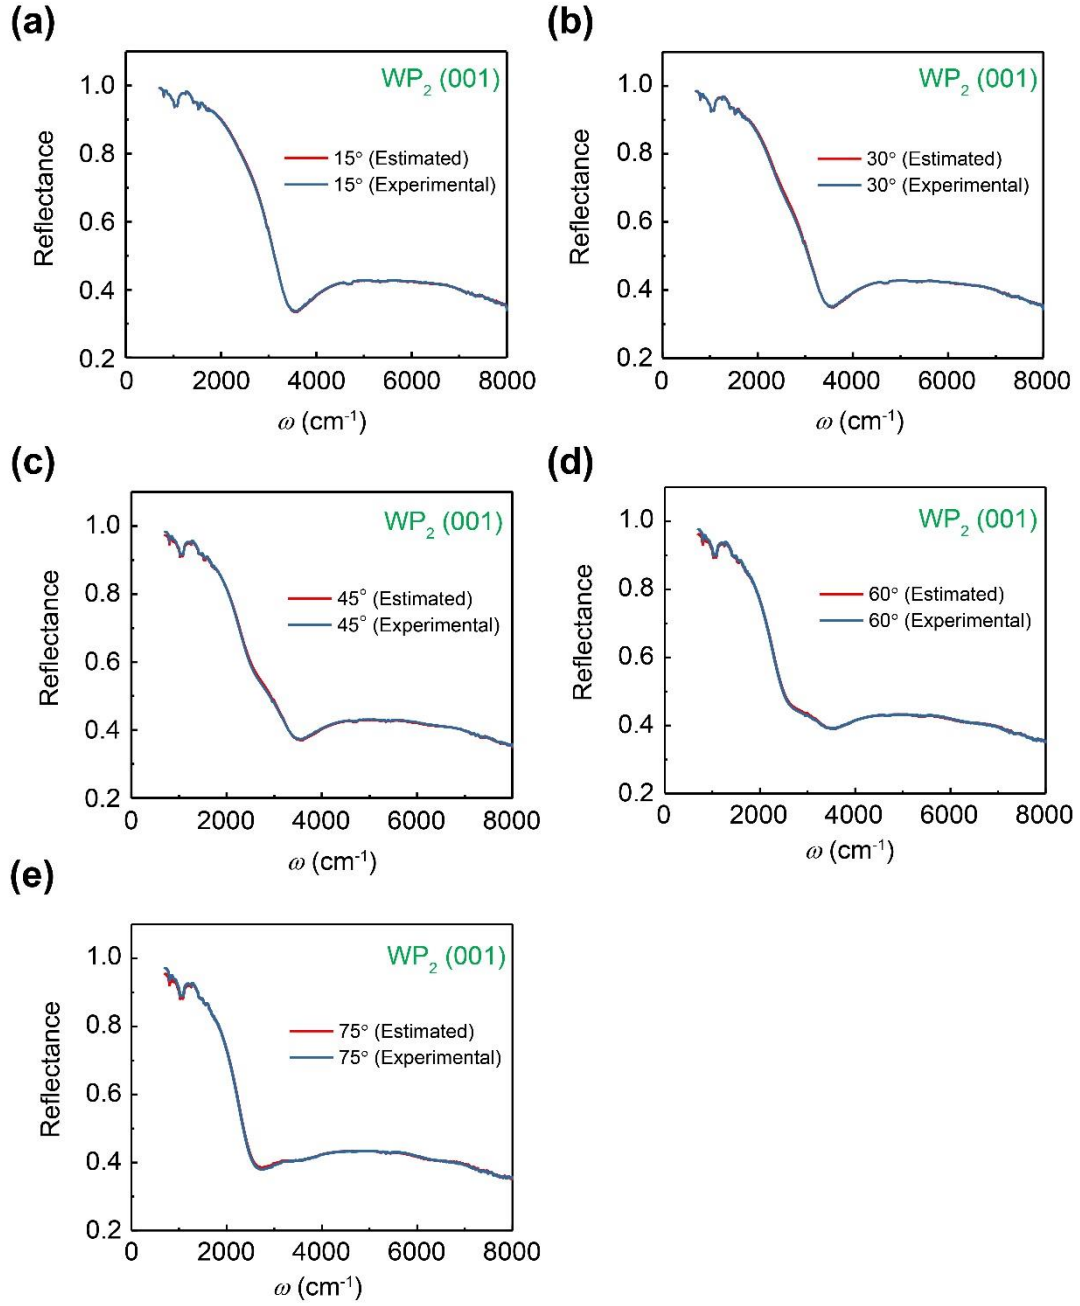 (a)
WP2 (001)
1.0
0.8
0.6
0.4
0.2
Reflectance
15° (Estimated)
15° (Experimental)
0 2000 4000 6000 8000
ω (cm-1)
(b)
WP2 (001)
1.0
0.8
0.6
0.4
0.2
Reflectance
30° (Estimated)
30° (Experimental)
0 2000 4000 6000 8000
ω (cm-1)
(c)
WP2 (001)
1.0
0.8
0.6
0.4
0.2
Reflectance
45° (Estimated)
45° (Experimental)
0 2000 4000 6000 8000
ω (cm-1)
(d)
WP2 (001)
1.0
0.8
0.6
0.4
0.2
Reflectance
60° (Estimated)
60° (Experimental)
0 2000 4000 6000 8000
ω (cm-1)
(e)
WP2 (001)
1.0
0.8
0.6
0.4
0.2
Reflectance
75° (Estimated)
75° (Experimental)
0 2000 4000 6000 8000
ω (cm-1)